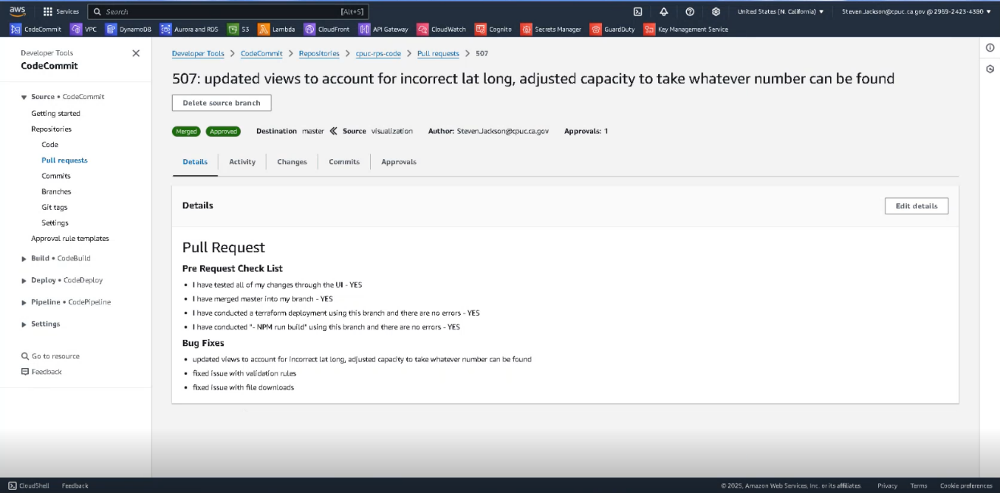 aws Services Search [Alt+S] United States (N. California) Steven.Jackson@cpuc.ca.gov @ 2969-2423-4380
CodeCommit VPC DynamoDB Aurora and RDS S3 Lambda CloudFront API Gateway CloudWatch Cognito Secrets Manager GuardDuty Key Management Service
Developer Tools
CodeCommit
Source • CodeCommit
Getting started
Repositories
Code
Pull requests
Commits
Branches
Git tags
Settings
Approval rule templates
Build • CodeBuild
Deploy • CodeDeploy
Pipeline • CodePipeline
Settings
Go to resource
Feedback
Developer Tools > CodeCommit > Repositories > cpuc-rps-code > Pull requests > 507
507: updated views to account for incorrect lat long, adjusted capacity to take whatever number can be found
Delete source branch
Merged Approved Destination master Source visualization Author: Steven.Jackson@cpuc.ca.gov Approvals: 1
Details Activity Changes Commits Approvals
Details Edit details
Pull Request
Pre Request Check List
• I have tested all of my changes through the UI - YES
• I have merged master into my branch - YES
• I have conducted a terraform deployment using this branch and there are no errors - YES
• I have conducted "- NPM run build" using this branch and there are no errors - YES
Bug Fixes
• updated views to account for incorrect lat long, adjusted capacity to take whatever number can be found
• fixed issue with validation rules
• fixed issue with file downloads
CloudShell Feedback © 2025, Amazon Web Services, Inc. or its affiliates. Privacy Terms Cookie preferences